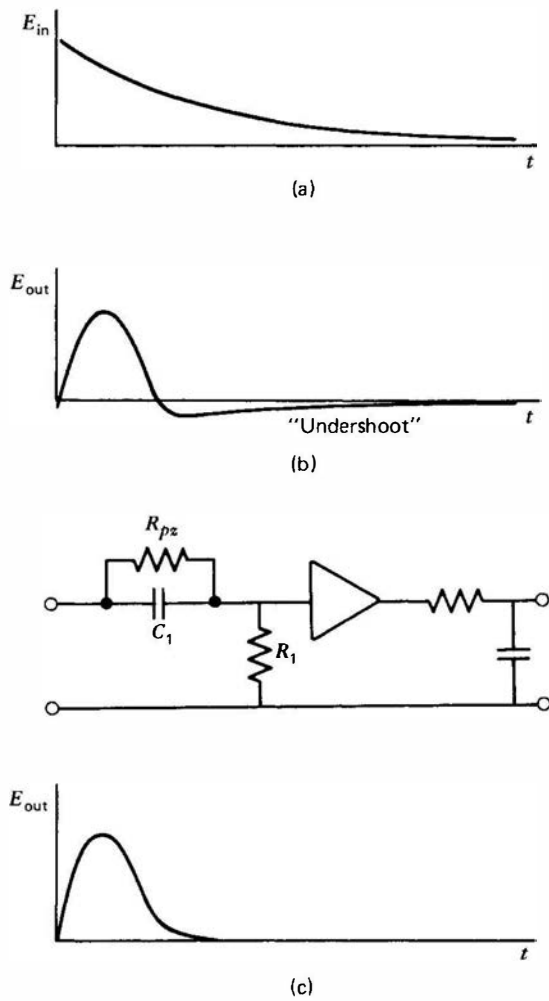 E_in
t
(a)
E_out
"Undershoot"
t
(b)
R_pz
C_1
R_1
E_out
t
(c)